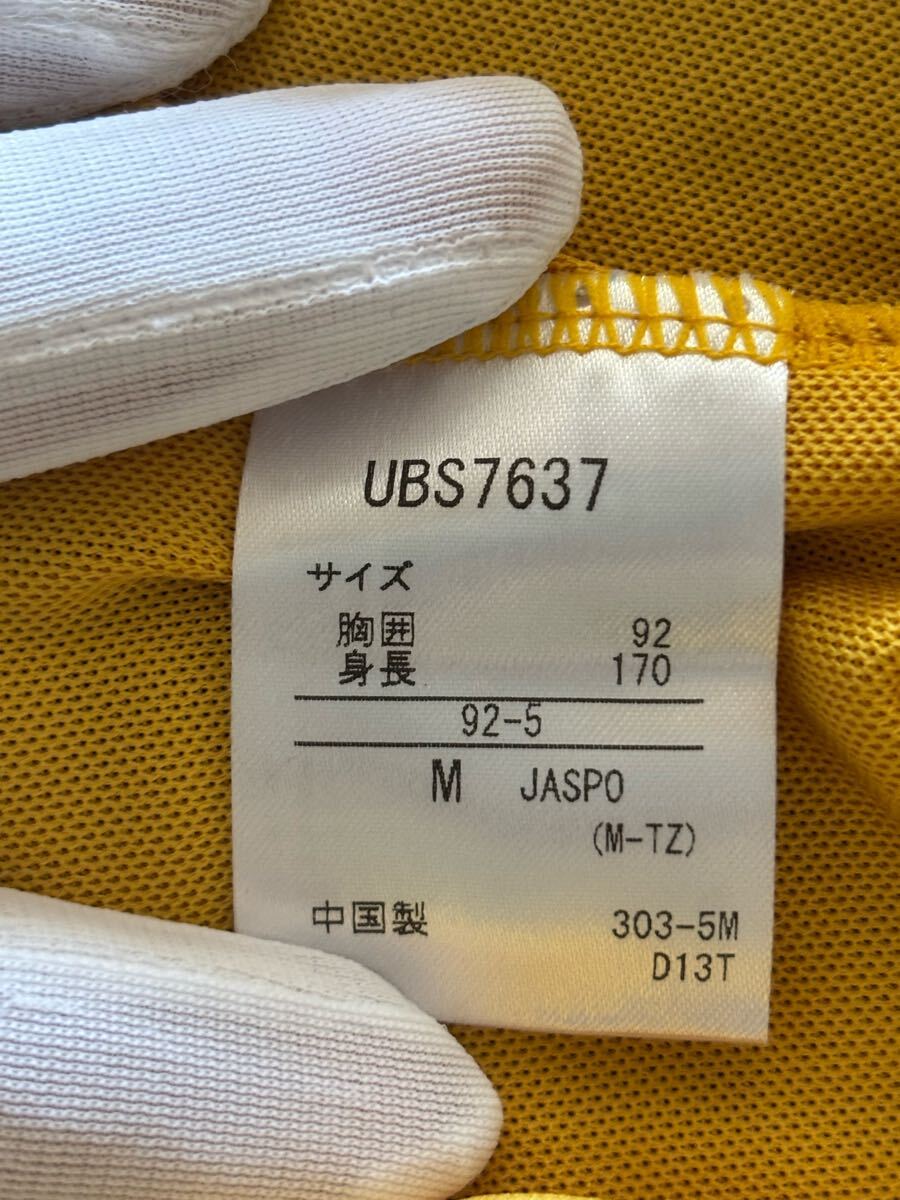 UBS7637
サイズ
胸囲 92
身長 170
92-5
M JASPO
(M-TZ)
中国製 303-5M
D13T